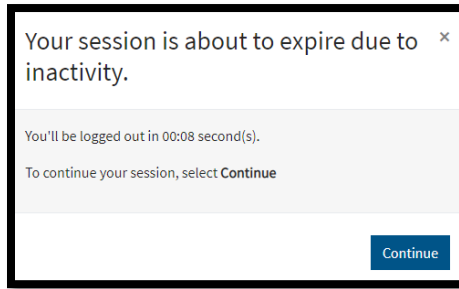 Your session is about to expire due to ×
inactivity.
You'll be logged out in 00:08 second(s).
To continue your session, select Continue
Continue